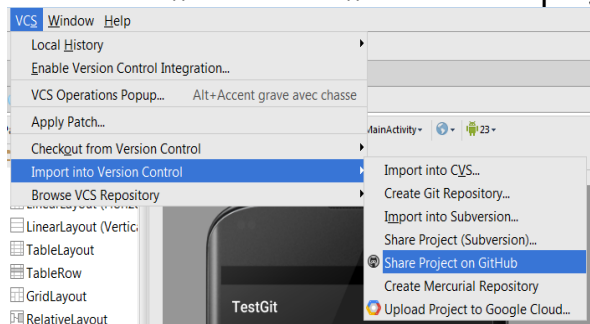 VCS Window Help
Local History
Enable Version Control Integration...
VCS Operations Popup... Alt+Accent grave avec chasse
Apply Patch...
MainActivity 23
Checkout from Version Control
Import into Version Control
Browse VCS Repository
Import into CVS...
Create Git Repository...
Import into Subversion...
Share Project (Subversion)...
Share Project on GitHub
Create Mercurial Repository
Upload Project to Google Cloud...
LinearLayout (Vertica
TableLayout
TableRow
GridLayout
RelativeLayout
TestGit